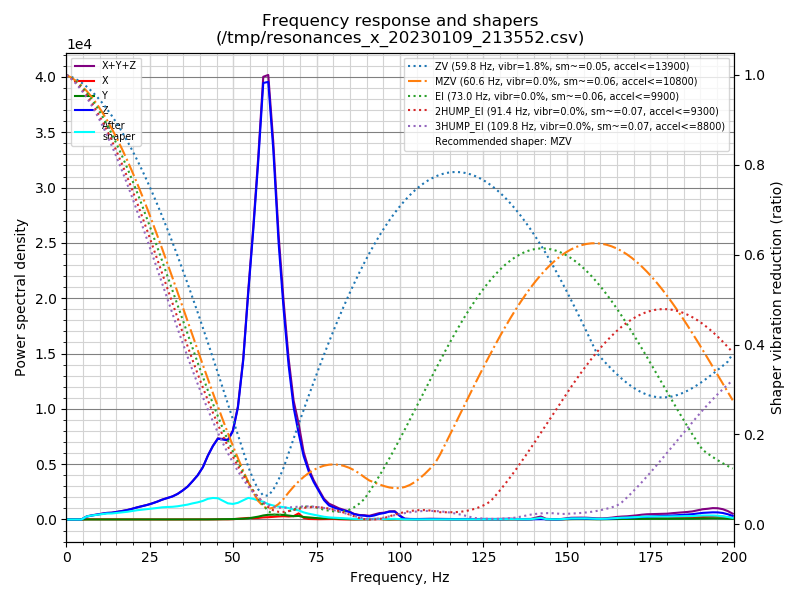 Frequency response and shapers
(/tmp/resonances_x_20230109_213552.csv)
1e4
X+Y+Z
X
Y
Z
After
shaper
ZV (59.8 Hz, vibr=1.8%, sm~=0.05, accel<=13900)
MZV (60.6 Hz, vibr=0.0%, sm~=0.06, accel<=10800)
EI (73.0 Hz, vibr=0.0%, sm~=0.06, accel<=9900)
2HUMP_EI (91.4 Hz, vibr=0.0%, sm~=0.07, accel<=9300)
3HUMP_EI (109.8 Hz, vibr=0.0%, sm~=0.07, accel<=8800)
Recommended shaper: MZV
Power spectral density
4.0
3.5
3.0
2.5
2.0
1.5
1.0
0.5
0.0
1.0
0.8
0.6
0.4
0.2
0.0
Shaper vibration reduction (ratio)
0 25 50 75 100 125 150 175 200
Frequency, Hz